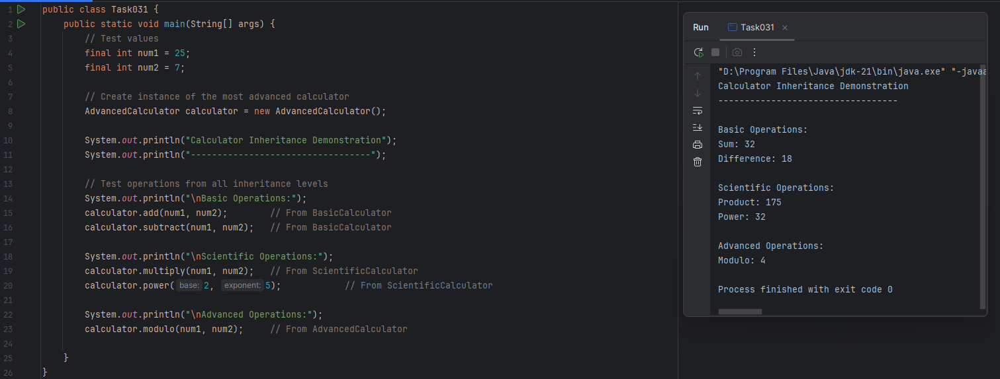 1 public class Task031 {
2     public static void main(String[] args) {
3         // Test values
4         final int num1 = 25;
5         final int num2 = 7;
6
7         // Create instance of the most advanced calculator
8         AdvancedCalculator calculator = new AdvancedCalculator();
9
10         System.out.println("Calculator Inheritance Demonstration");
11         System.out.println("----------------------------------");
12
13         // Test operations from all inheritance levels
14         System.out.println("\nBasic Operations:");
15         calculator.add(num1, num2);        // From BasicCalculator
16         calculator.subtract(num1, num2);   // From BasicCalculator
17
18         System.out.println("\nScientific Operations:");
19         calculator.multiply(num1, num2);   // From ScientificCalculator
20         calculator.power( base: 2, exponent: 5);            // From ScientificCalculator
21
22         System.out.println("\nAdvanced Operations:");
23         calculator.modulo(num1, num2);     // From AdvancedCalculator
24
25     }
26 }
Run Task031 ×
"D:\Program Files\Java\jdk-21\bin\java.exe" "-javaa
Calculator Inheritance Demonstration
----------------------------------
Basic Operations:
Sum: 32
Difference: 18
Scientific Operations:
Product: 175
Power: 32
Advanced Operations:
Modulo: 4
Process finished with exit code 0